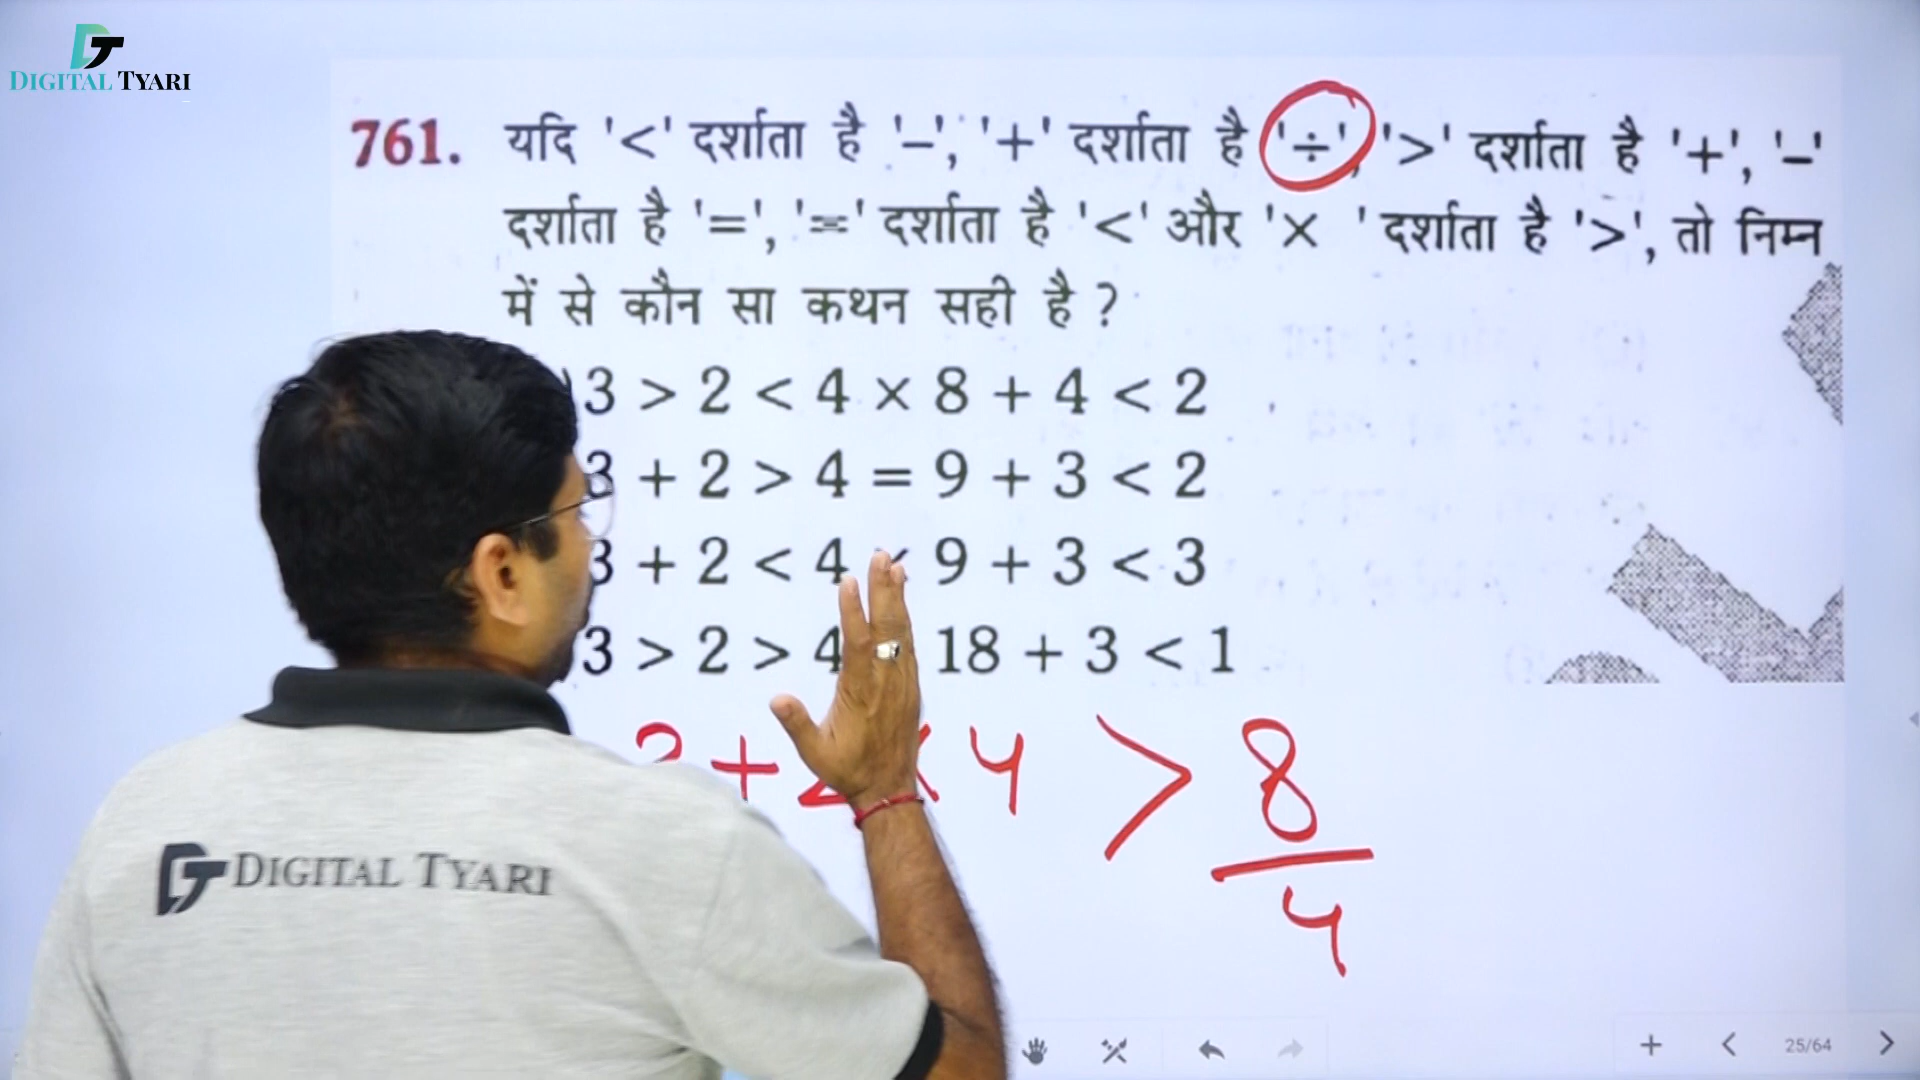 DIGITAL TYARI
761. यदि '<' दर्शाता है '–', '+' दर्शाता है '÷', '>' दर्शाता है '+', '–'
दर्शाता है '=', '=' दर्शाता है '<' और '×' दर्शाता है '>', तो निम्न
में से कौन सा कथन सही है ?
3 > 2 < 4 × 8 + 4 < 2
3 + 2 > 4 = 9 + 3 < 2
3 + 2 < 4 × 9 + 3 < 3
3 > 2 > 4 18 + 3 < 1
+ 4 > 8
4
DIGITAL TYARI
25/64